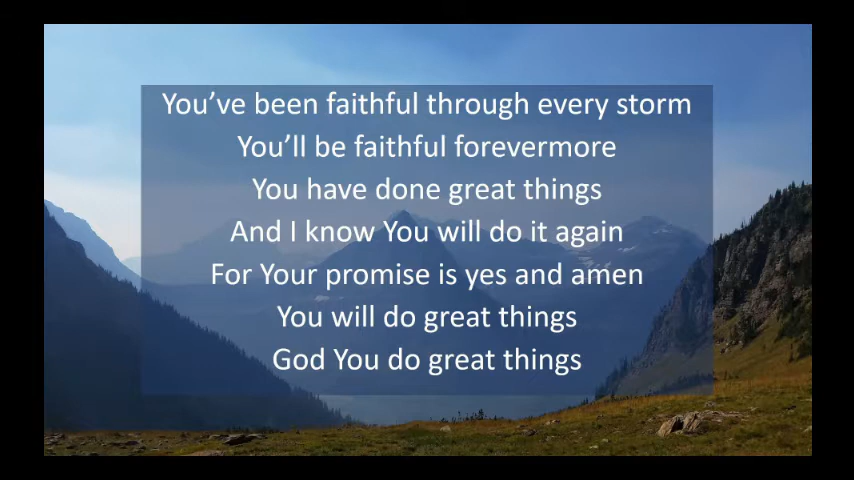 You’ve been faithful through every storm
You’ll be faithful forevermore
You have done great things
And I know You will do it again
For Your promise is yes and amen
You will do great things
God You do great things